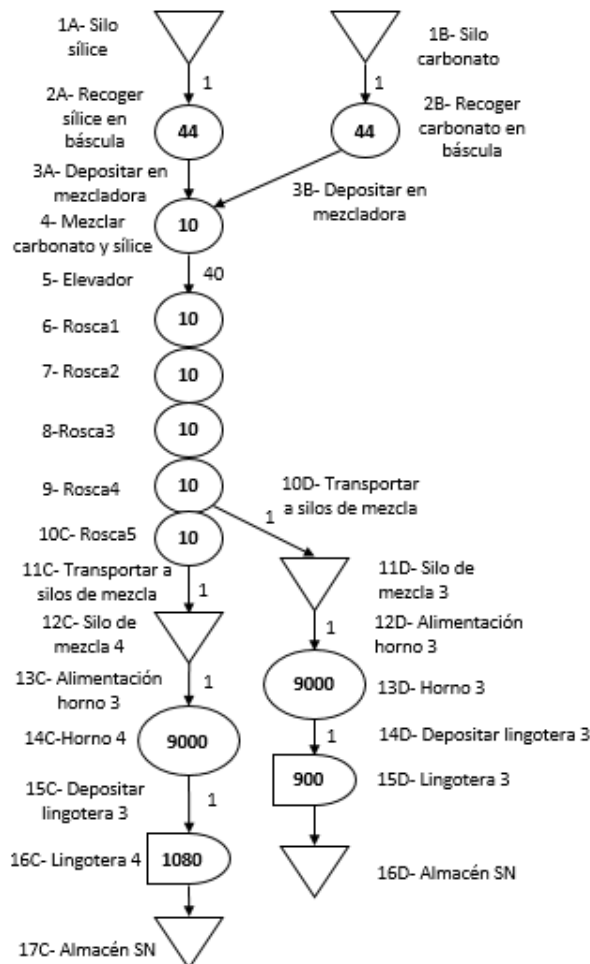 1A- Silo
sílice
1B- Silo
carbonato
1
1
2A- Recoger
sílice en
báscula
44
44
2B- Recoger
carbonato en
báscula
3A- Depositar en
mezcladora
3B- Depositar en
mezcladora
4- Mezclar
carbonato y sílice
10
5- Elevador
40
6- Rosca1
10
7- Rosca2
10
8-Rosca3
10
9- Rosca4
10
10D- Transportar
a silos de mezcla
1
10C- Rosca5
10
11C- Transportar a
silos de mezcla
1
11D- Silo de
mezcla 3
12C- Silo de
mezcla 4
1
12D- Alimentación
horno 3
13C- Alimentación
horno 3
1
9000
13D- Horno 3
14C-Horno 4
9000
1
14D- Depositar lingotera 3
15C- Depositar
lingotera 3
1
900
15D- Lingotera 3
16C- Lingotera 4
1080
16D- Almacén SN
17C- Almacén SN